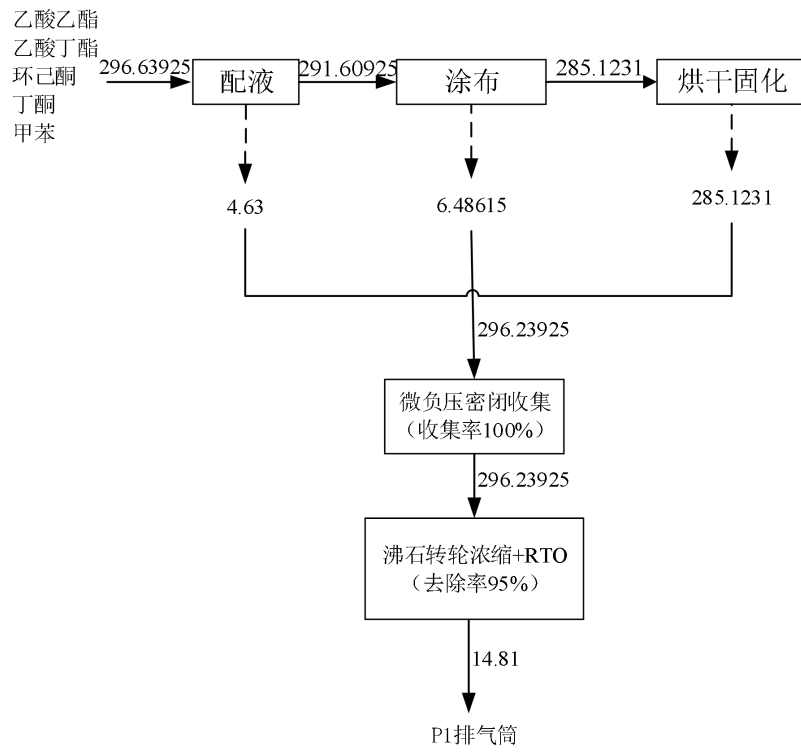 乙酸乙酯
乙酸丁酯
环己酮
丁酮
甲苯
296.63925
配液
291.60925
涂布
285.1231
烘干固化
4.63
6.48615
285.1231
296.23925
微负压密闭收集
（收集率100%）
296.23925
沸石转轮浓缩+RTO
（去除率95%）
14.81
P1排气筒